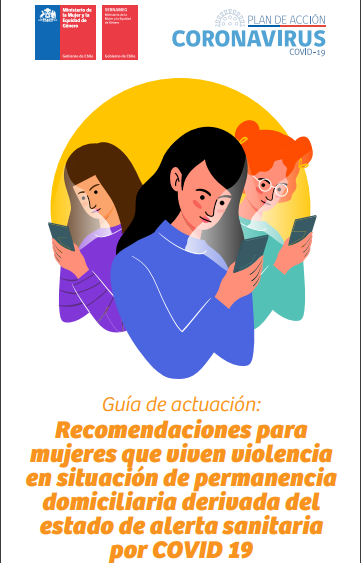 Ministerio de
la Mujer y la
Equidad de
Género
Gobierno de Chile
SERNAMEG
Ministerio de la
Mujer y la Equidad
de Género
Gobierno de Chile
PLAN DE ACCIÓN
CORONAVIRUS
COVID-19
Guía de actuación:
Recomendaciones para
mujeres que viven violencia
en situación de permanencia
domiciliaria derivada del
estado de alerta sanitaria
por COVID 19